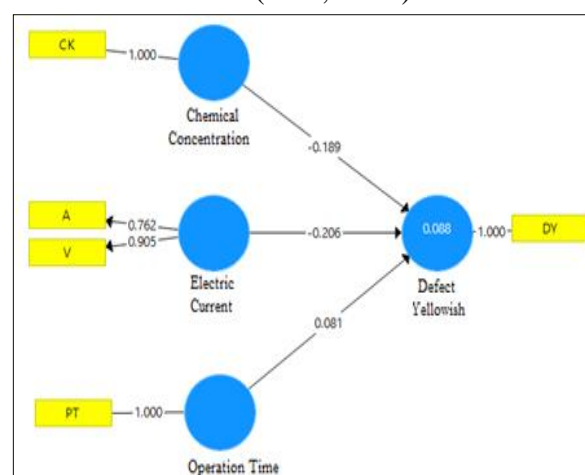 CK
1.000
Chemical
Concentration
-0.189
A
0.762
V
0.905
-0.206
0.088
1.000
DY
Electric
Current
Defect
Yellowish
0.081
PT
1.000
Operation Time